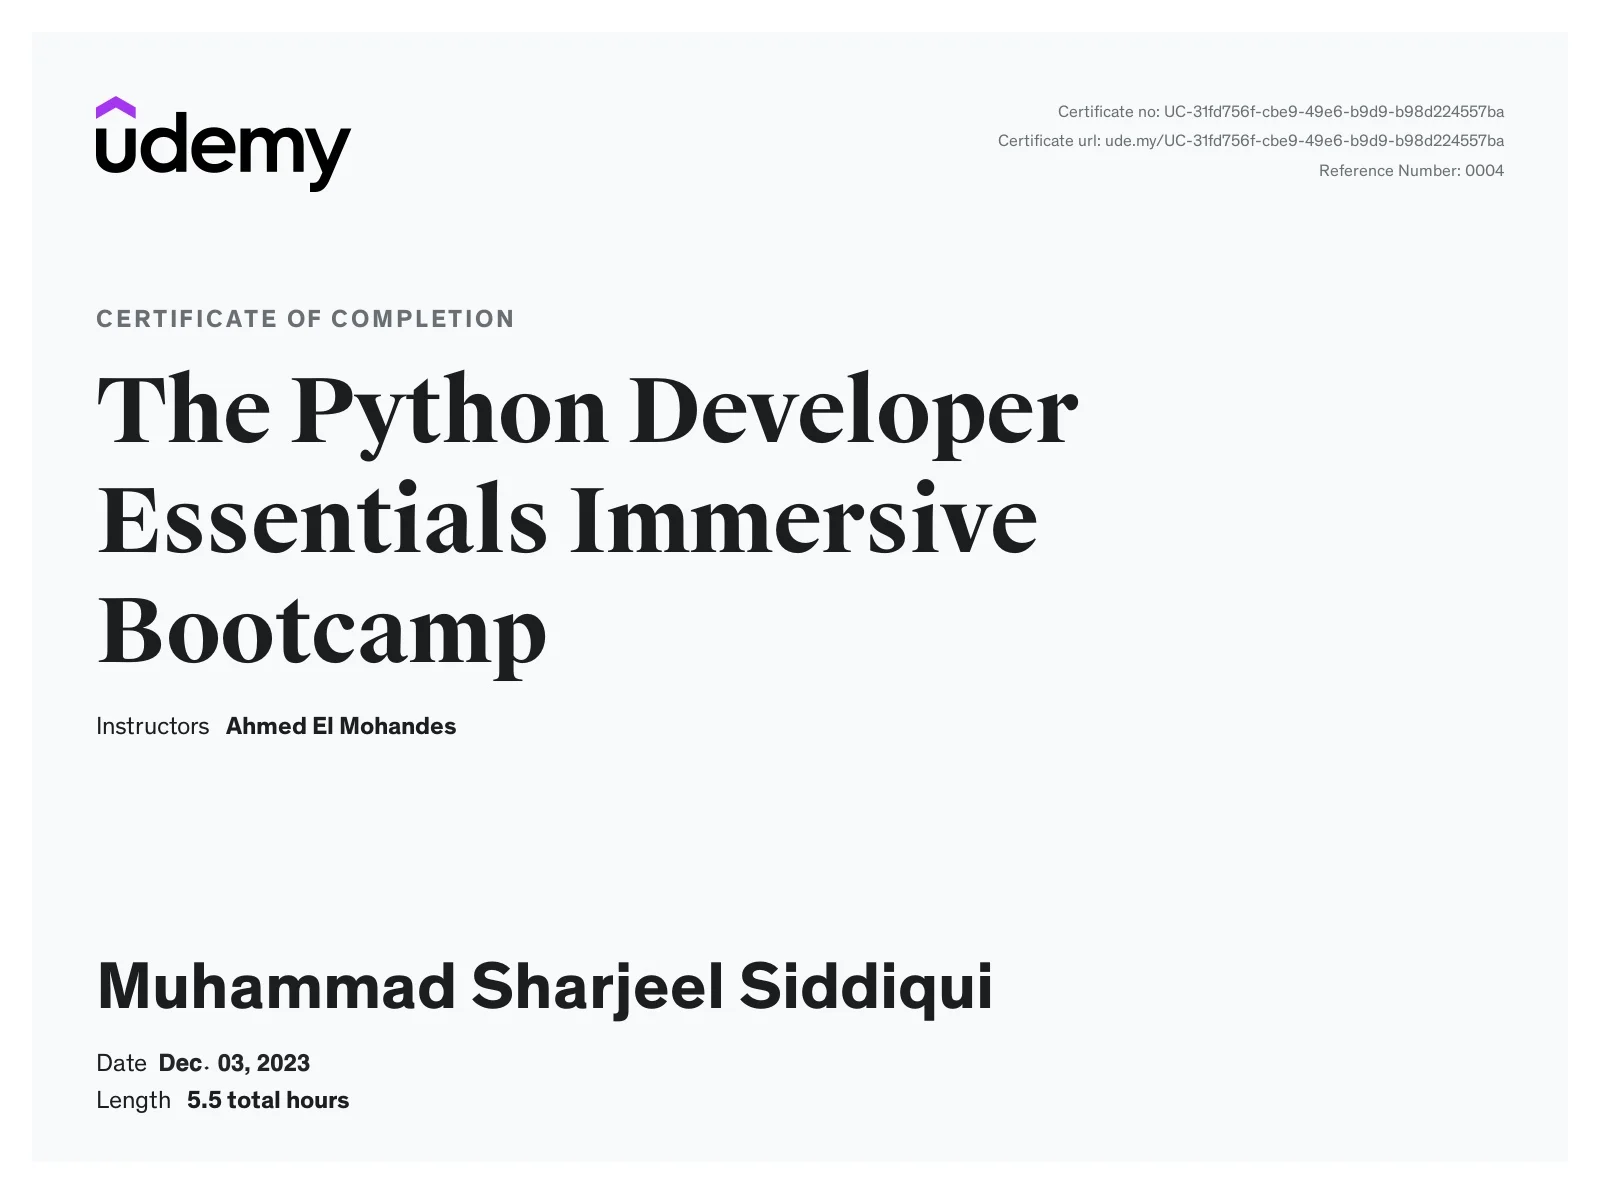 udemy
Certificate no: UC-31fd756f-cbe9-49e6-b9d9-b98d224557ba
Certificate url: ude.my/UC-31fd756f-cbe9-49e6-b9d9-b98d224557ba
Reference Number: 0004
CERTIFICATE OF COMPLETION
The Python Developer
Essentials Immersive
Bootcamp
Instructors Ahmed El Mohandes
Muhammad Sharjeel Siddiqui
Date Dec. 03, 2023
Length 5.5 total hours